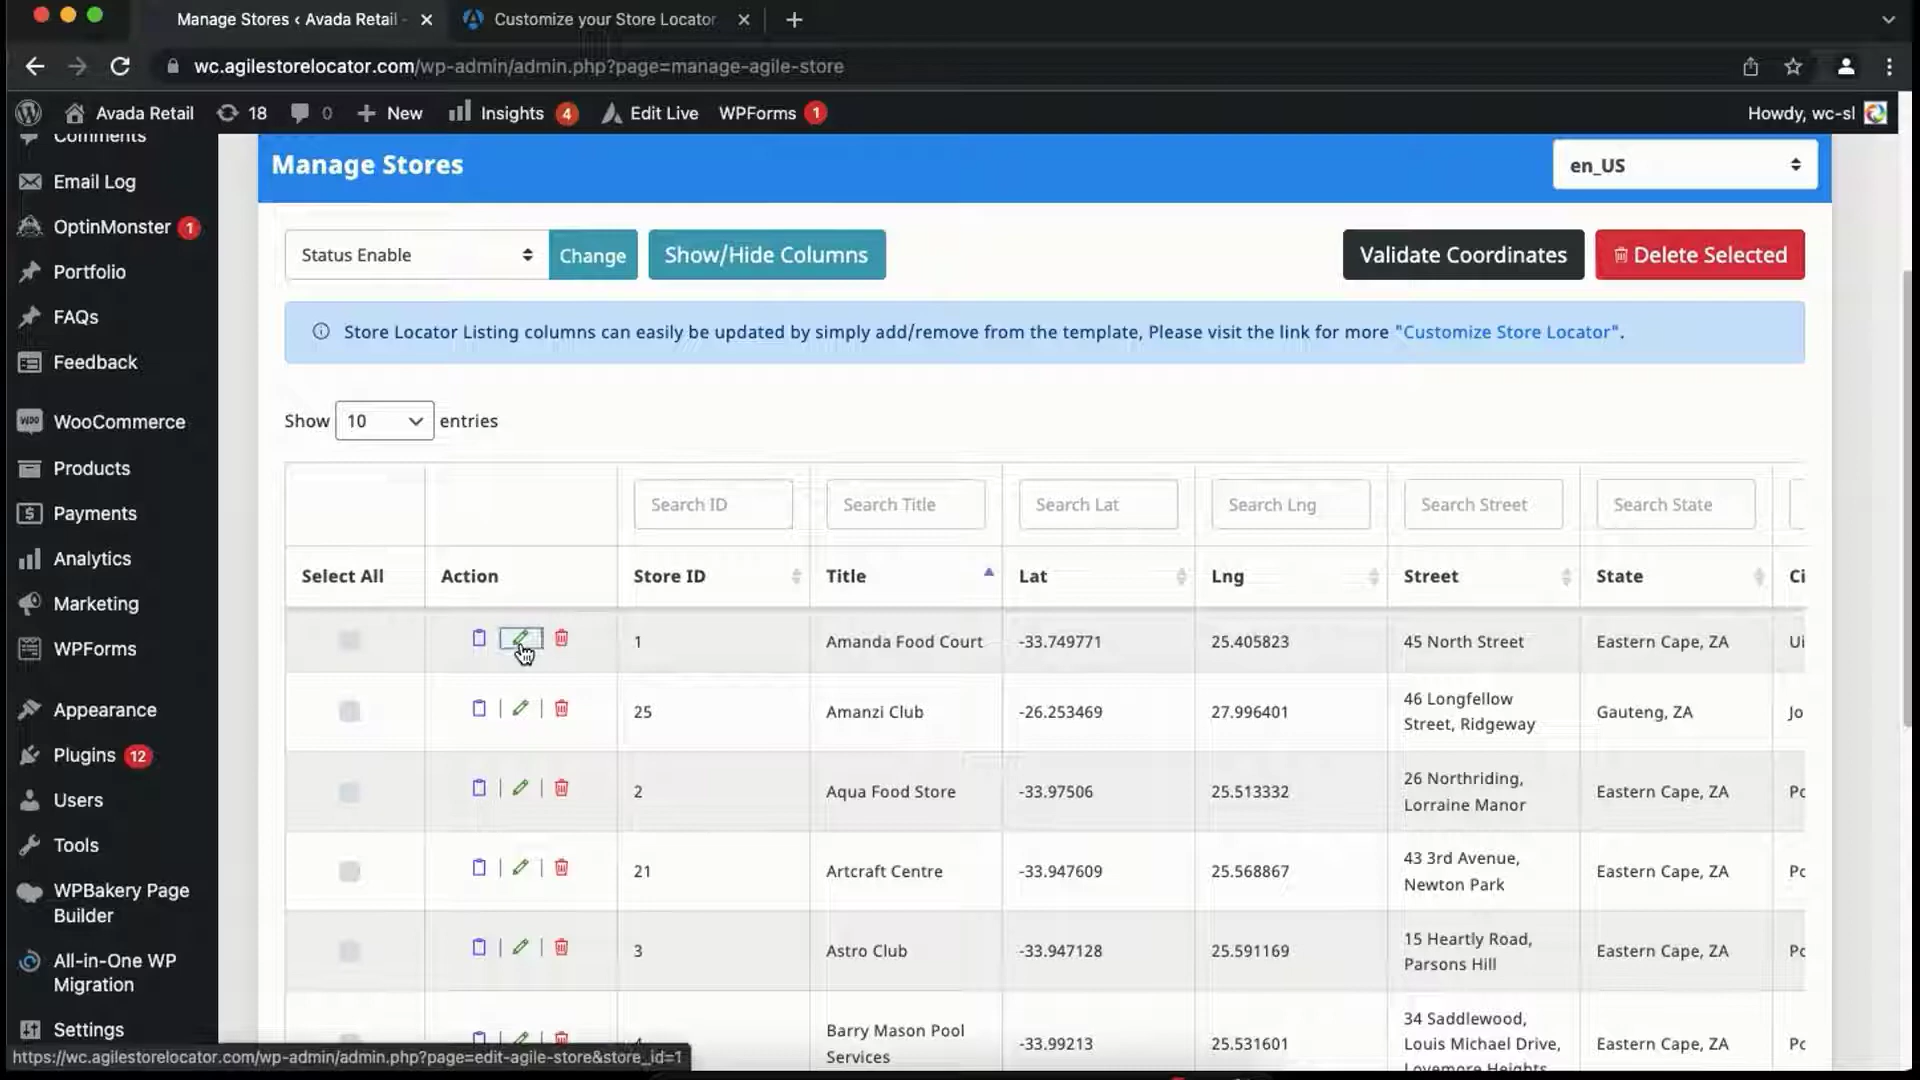 Manage Stores ‹ Avada Retail
Customize your Store Locator
wc.agilestorelocator.com/wp-admin/admin.php?page=manage-agile-store
Avada Retail
18
0
New
Insights 4
Edit Live
WPForms 1
Howdy, wc-sl
Comments
Email Log
OptinMonster 1
Portfolio
FAQs
Feedback
WooCommerce
Products
Payments
Analytics
Marketing
WPForms
Appearance
Plugins 12
Users
Tools
WPBakery Page
Builder
All-in-One WP
Migration
Settings
Manage Stores
en_US
Status Enable
Change
Show/Hide Columns
Validate Coordinates
Delete Selected
Store Locator Listing columns can easily be updated by simply add/remove from the template, Please visit the link for more "Customize Store Locator".
Show 10 entries
Search ID
Search Title
Search Lat
Search Lng
Search Street
Search State
Select All
Action
Store ID
Title
Lat
Lng
Street
State
Ci
1
Amanda Food Court
-33.749771
25.405823
45 North Street
Eastern Cape, ZA
Ui
25
Amanzi Club
-26.253469
27.996401
46 Longfellow
Street, Ridgeway
Gauteng, ZA
Jo
2
Aqua Food Store
-33.97506
25.513332
26 Northriding,
Lorraine Manor
Eastern Cape, ZA
Po
21
Artcraft Centre
-33.947609
25.568867
43 3rd Avenue,
Newton Park
Eastern Cape, ZA
Po
3
Astro Club
-33.947128
25.591169
15 Heartly Road,
Parsons Hill
Eastern Cape, ZA
Po
4
Barry Mason Pool
Services
-33.99213
25.531601
34 Saddlewood,
Louis Michael Drive,
Lovemore Heights
Eastern Cape, ZA
Po
https://wc.agilestorelocator.com/wp-admin/admin.php?page=edit-agile-store&store_id=1